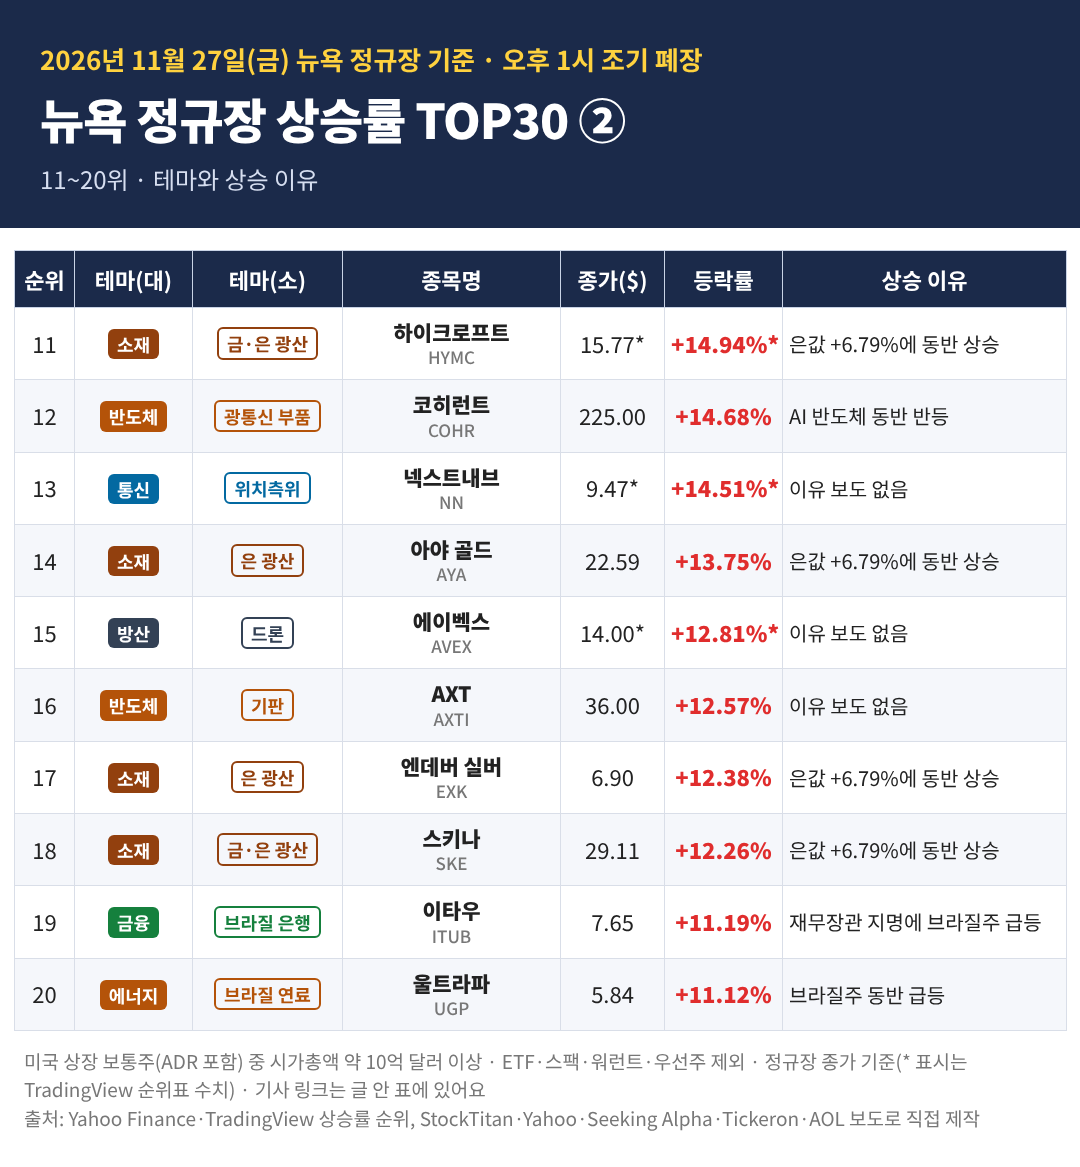 2026년 11월 27일(금) 뉴욕 정규장 기준 · 오후 1시 조기 폐장
뉴욕 정규장 상승률 TOP30 ②
11~20위 · 테마와 상승 이유
순위 테마(대) 테마(소) 종목명 종가($) 등락률 상승 이유
11 소재 금·은 광산 하이크로프트 15.77* +14.94%* 은값 +6.79%에 동반 상승
HYMC
12 반도체 광통신 부품 코히런트 225.00 +14.68% AI 반도체 동반 반등
COHR
13 통신 위치측위 넥스트내브 9.47* +14.51%* 이유 보도 없음
NN
14 소재 은 광산 아야 골드 22.59 +13.75% 은값 +6.79%에 동반 상승
AYA
15 방산 드론 에이벡스 14.00* +12.81%* 이유 보도 없음
AVEX
16 반도체 기판 AXT 36.00 +12.57% 이유 보도 없음
AXTI
17 소재 은 광산 엔데버 실버 6.90 +12.38% 은값 +6.79%에 동반 상승
EXK
18 소재 금·은 광산 스키나 29.11 +12.26% 은값 +6.79%에 동반 상승
SKE
19 금융 브라질 은행 이타우 7.65 +11.19% 재무장관 지명에 브라질주 급등
ITUB
20 에너지 브라질 연료 울트라파 5.84 +11.12% 브라질주 동반 급등
UGP
미국 상장 보통주(ADR 포함) 중 시가총액 약 10억 달러 이상 · ETF·스팩·워런트·우선주 제외 · 정규장 종가 기준(* 표시는
TradingView 순위표 수치) · 기사 링크는 글 안 표에 있어요
출처: Yahoo Finance·TradingView 상승률 순위, StockTitan·Yahoo·Seeking Alpha·Tickeron·AOL 보도로 직접 제작